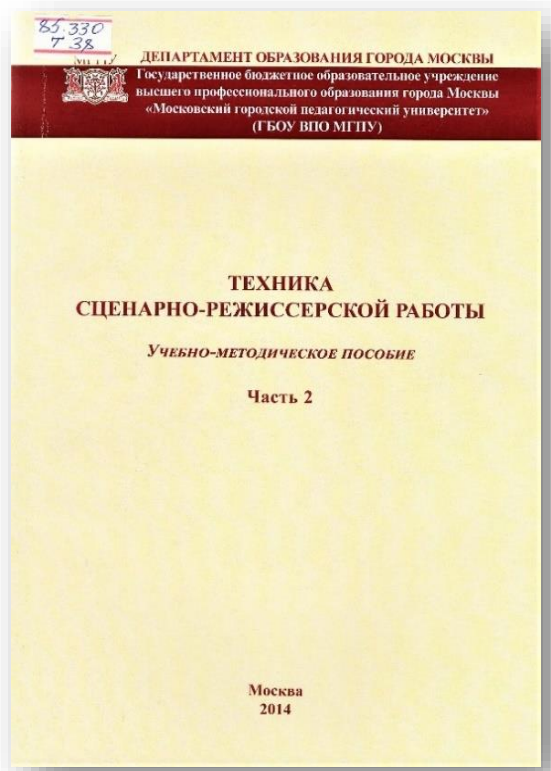 85.330
Т 38
МГПУ
ДЕПАРТАМЕНТ ОБРАЗОВАНИЯ ГОРОДА МОСКВЫ
Государственное бюджетное образовательное учреждение
высшего профессионального образования города Москвы
«Московский городской педагогический университет»
(ГБОУ ВПО МГПУ)
ТЕХНИКА
СЦЕНАРНО-РЕЖИССЕРСКОЙ РАБОТЫ
УЧЕБНО-МЕТОДИЧЕСКОЕ ПОСОБИЕ
Часть 2
Москва
2014